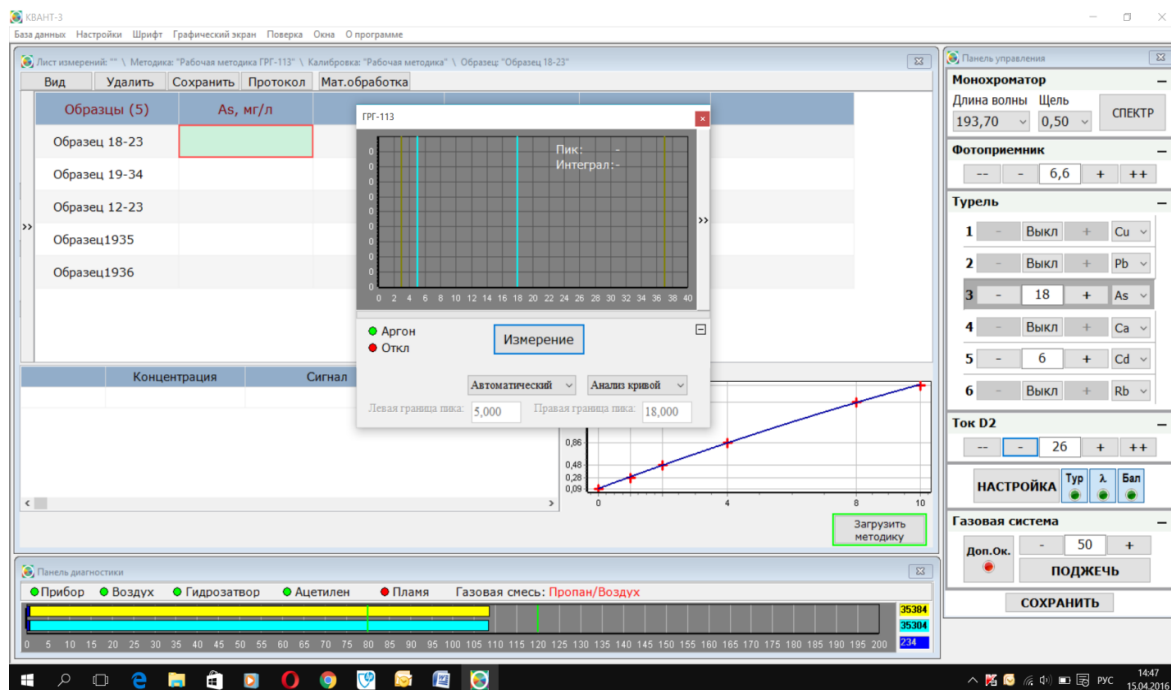 КВАНТ-3
База данных Настройки Шрифт Графический экран Поверка Окна О программе
Лист измерений: "" \ Методика: "Рабочая методика ГРГ-113" \ Калибровка: "Рабочая методика" \ Образец: "Образец 18-23"
Вид Удалить Сохранить Протокол Мат.обработка
Образцы (5) As, мг/л
Образец 18-23
Образец 19-34
Образец 12-23
Образец1935
Образец1936
>>
ГРГ-113
Пик: -
Интеграл:-
0
0
0
0
0
0
0
0
0
0
0 2 4 6 8 10 12 14 16 18 20 22 24 26 28 30 32 34 36 38 40
>>
Аргон
Откл
Измерение
Автоматический Анализ кривой
Левая граница пика: 5,000 Правая граница пика: 18,000
Концентрация Сигнал
0,86
0,48
0,28
0,09
0 4 8 10
Загрузить
методику
Панель диагностики
Прибор Воздух Гидрозатвор Ацетилен Пламя Газовая смесь: Пропан/Воздух
35384
35304
234
0 5 10 15 20 25 30 35 40 45 50 55 60 65 70 75 80 85 90 95 100 105 110 115 120 125 130 135 140 145 150 155 160 165 170 175 180 185 190 195 200
Панель управления
Монохроматор
Длина волны Щель
193,70 0,50 СПЕКТР
Фотоприемник
-- - 6,6 + ++
Турель
1 - Выкл + Cu
2 - Выкл + Pb
3 - 18 + As
4 - Выкл + Ca
5 - 6 + Cd
6 - Выкл + Rb
Ток D2
-- - 26 + ++
НАСТРОЙКА Тур λ Бал
Газовая система
Доп.Ок. - 50 +
ПОДЖЕЧЬ
СОХРАНИТЬ
РУС
14:47
15.04.2016